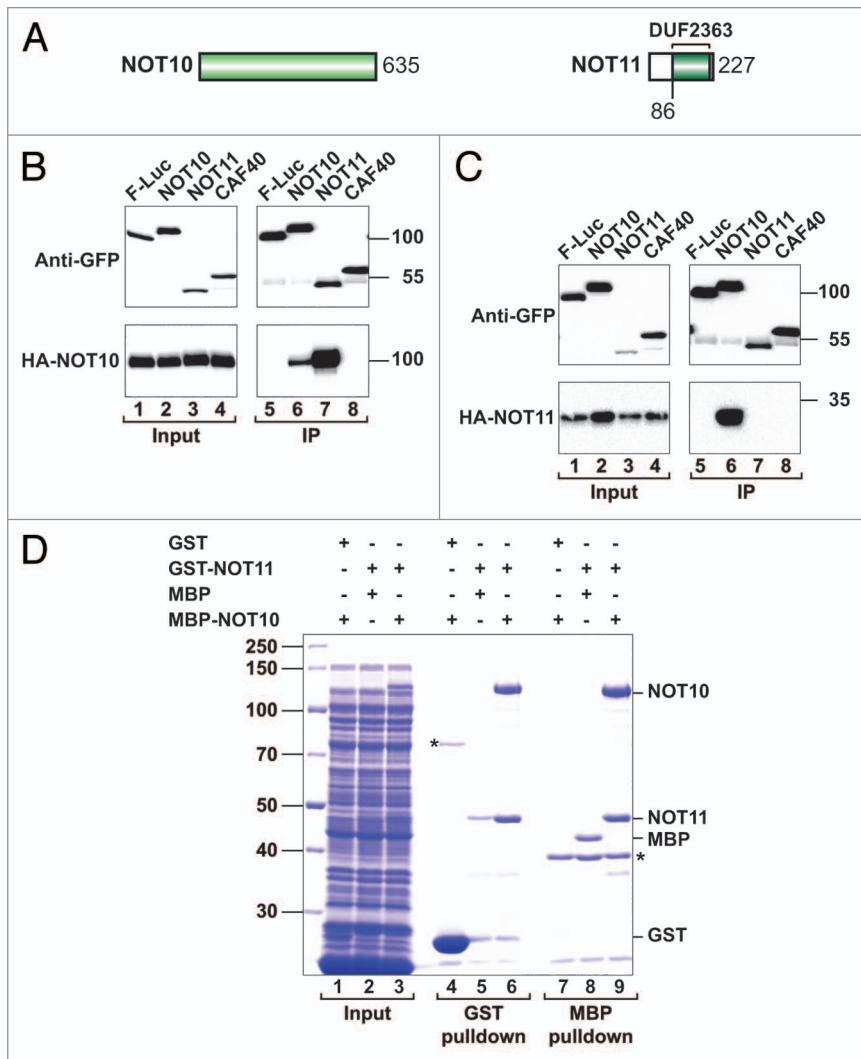 A
NOT10 635
DUF2363
NOT11 227
86
B
F-Luc NOT10 NOT11 CAF40 F-Luc NOT10 NOT11 CAF40
Anti-GFP 100
55
HA-NOT10 100
1 2 3 4 5 6 7 8
Input IP
C
F-Luc NOT10 NOT11 CAF40 F-Luc NOT10 NOT11 CAF40
Anti-GFP 100
55
35
HA-NOT11
1 2 3 4 5 6 7 8
Input IP
D
GST + - - + - - + - -
GST-NOT11 - + + - + + - + +
MBP - + - - + - - + -
MBP-NOT10 + - + + - + + - +
250
150
NOT10
100
*
70
50
NOT11
MBP
40
*
30
GST
1 2 3 4 5 6 7 8 9
Input GST pulldown MBP pulldown